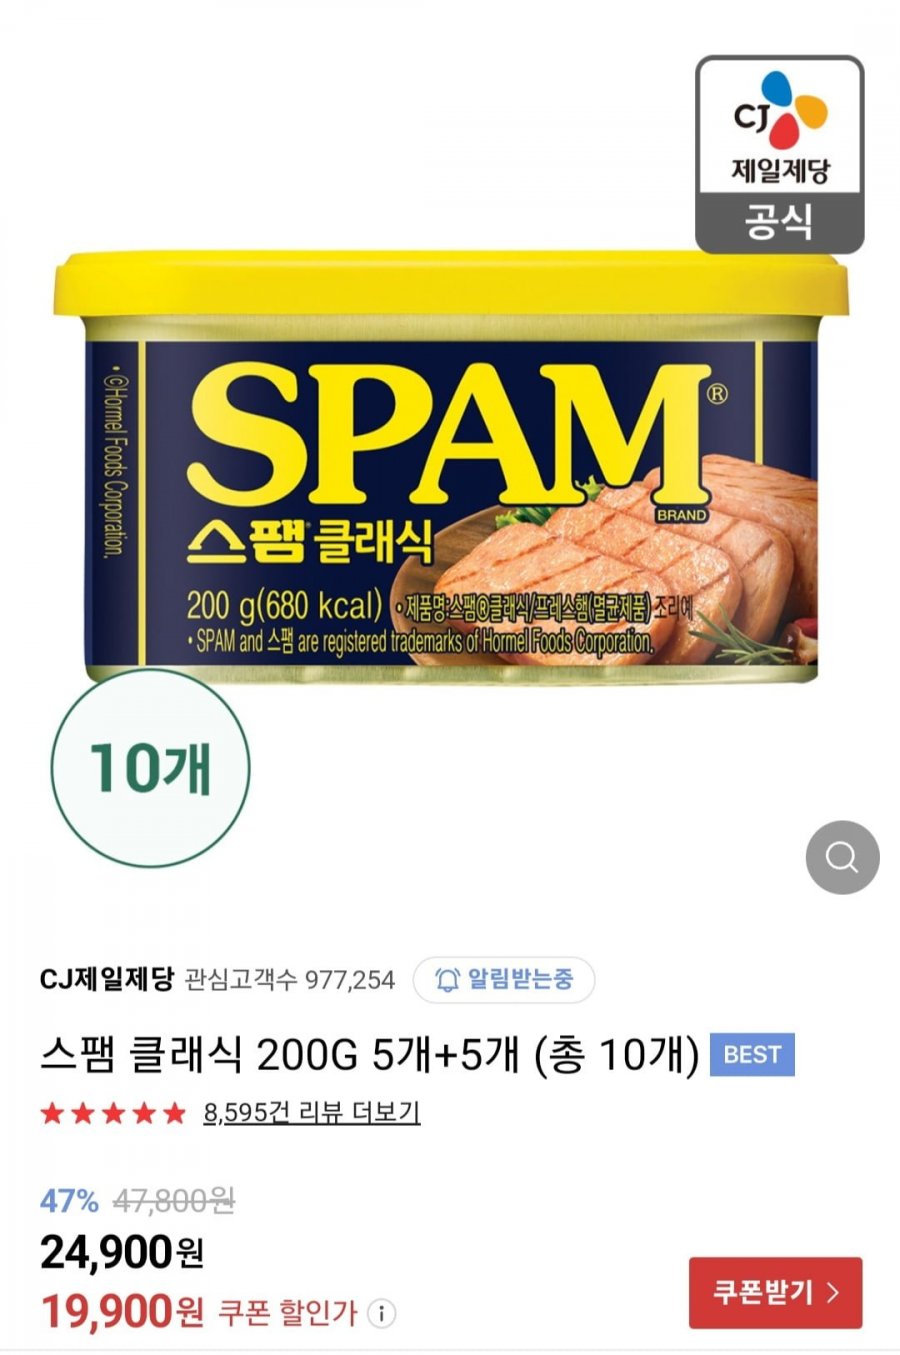 CJ
제일제당
공식
•©Hormel Foods Corporation.
SPAM®
BRAND
스팸® 클래식
200 g(680 kcal) •제품명:스팸®클래식/프레스햄(멸균제품) 조리예
•SPAM and 스팸 are registered trademarks of Hormel Foods Corporation.
10개
CJ제일제당 관심고객수 977,254 알림받는중
스팸 클래식 200G 5개+5개 (총 10개) BEST
★★★★★ 8,595건 리뷰 더보기
47% 47,800원
24,900원
19,900원 쿠폰 할인가 i
쿠폰받기 >